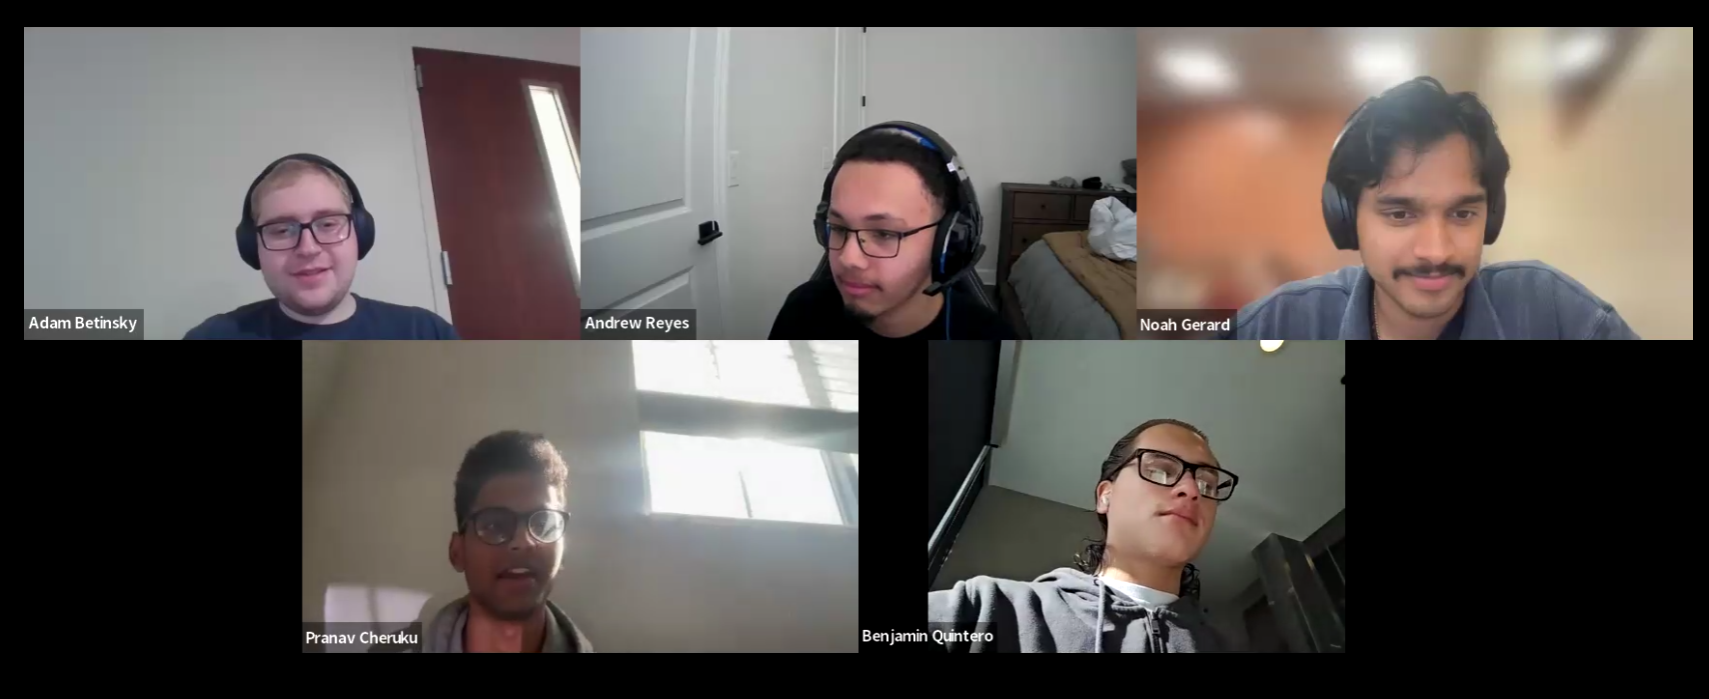 Adam Betinsky
Andrew Reyes
Noah Gerard
Pranav Cheruku
Benjamin Quintero